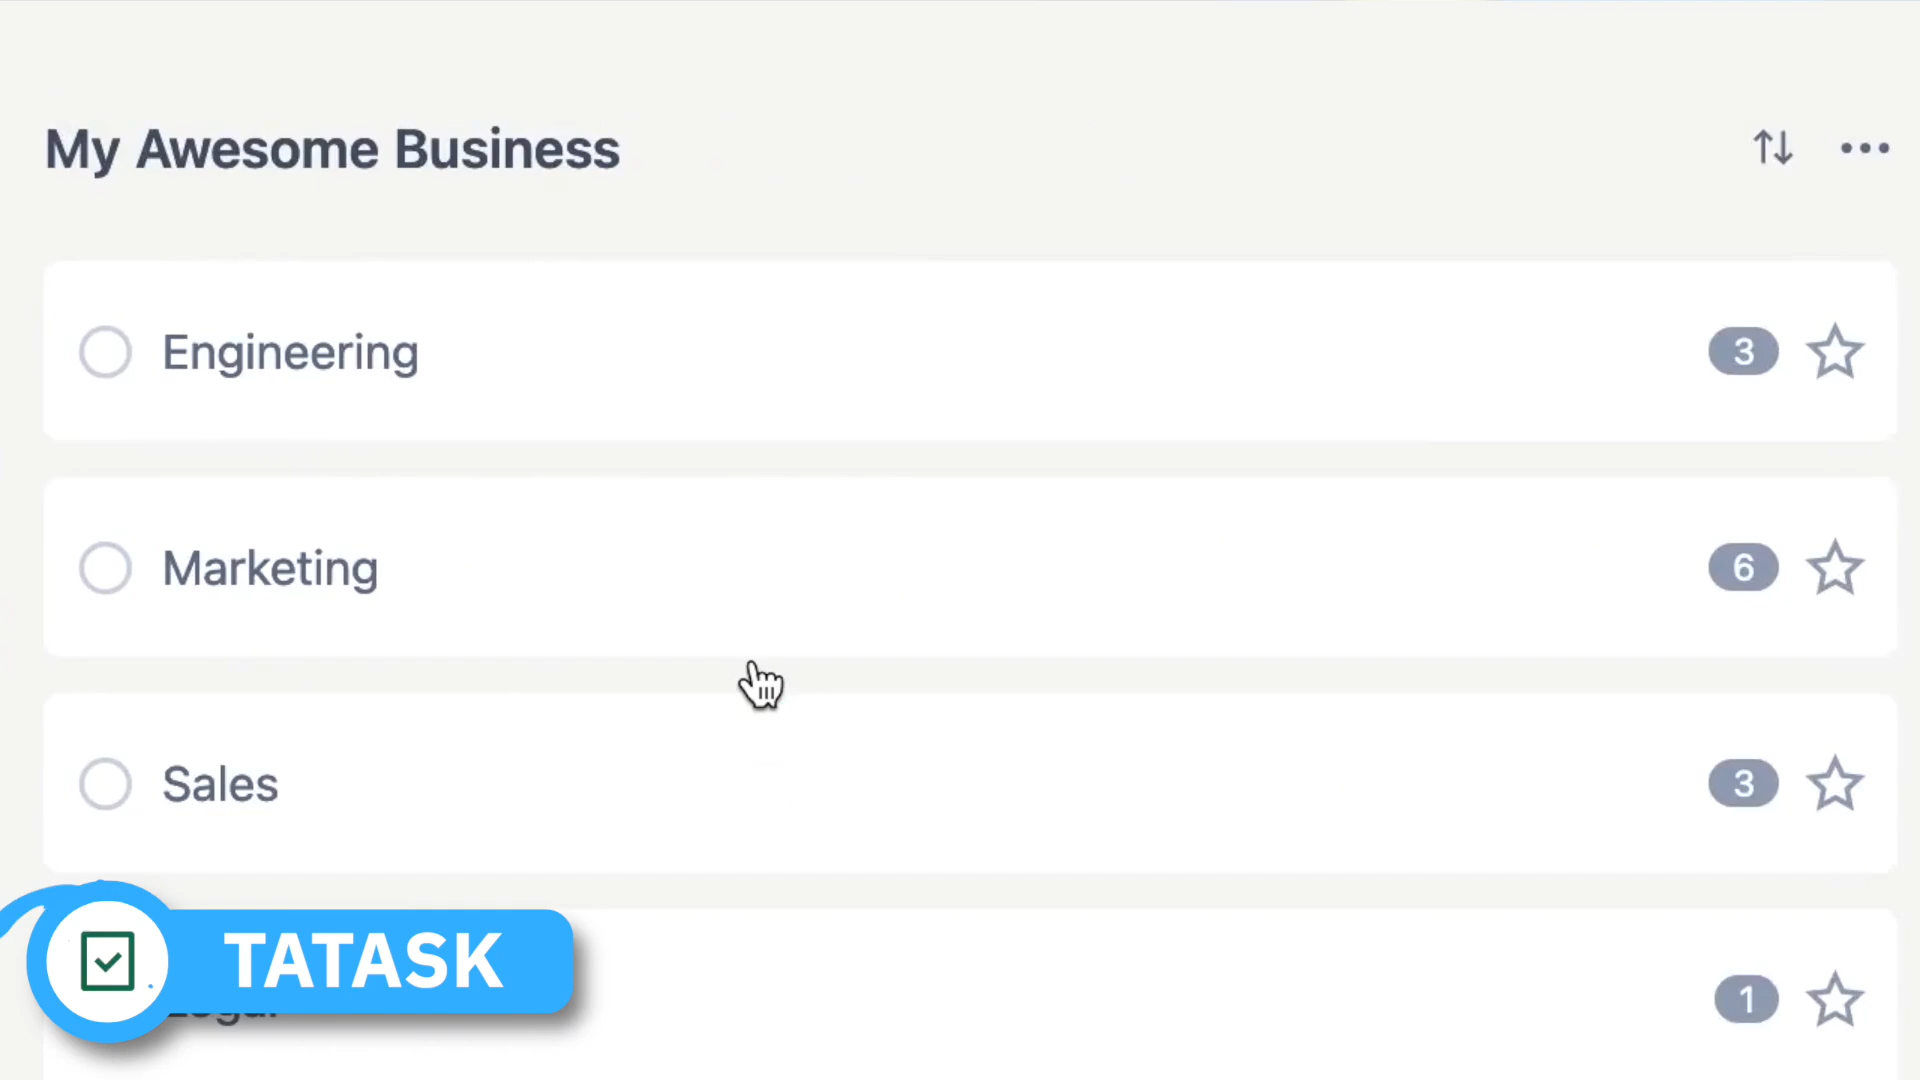 My Awesome Business
Engineering 3
Marketing 6
Sales 3
TATASK
1